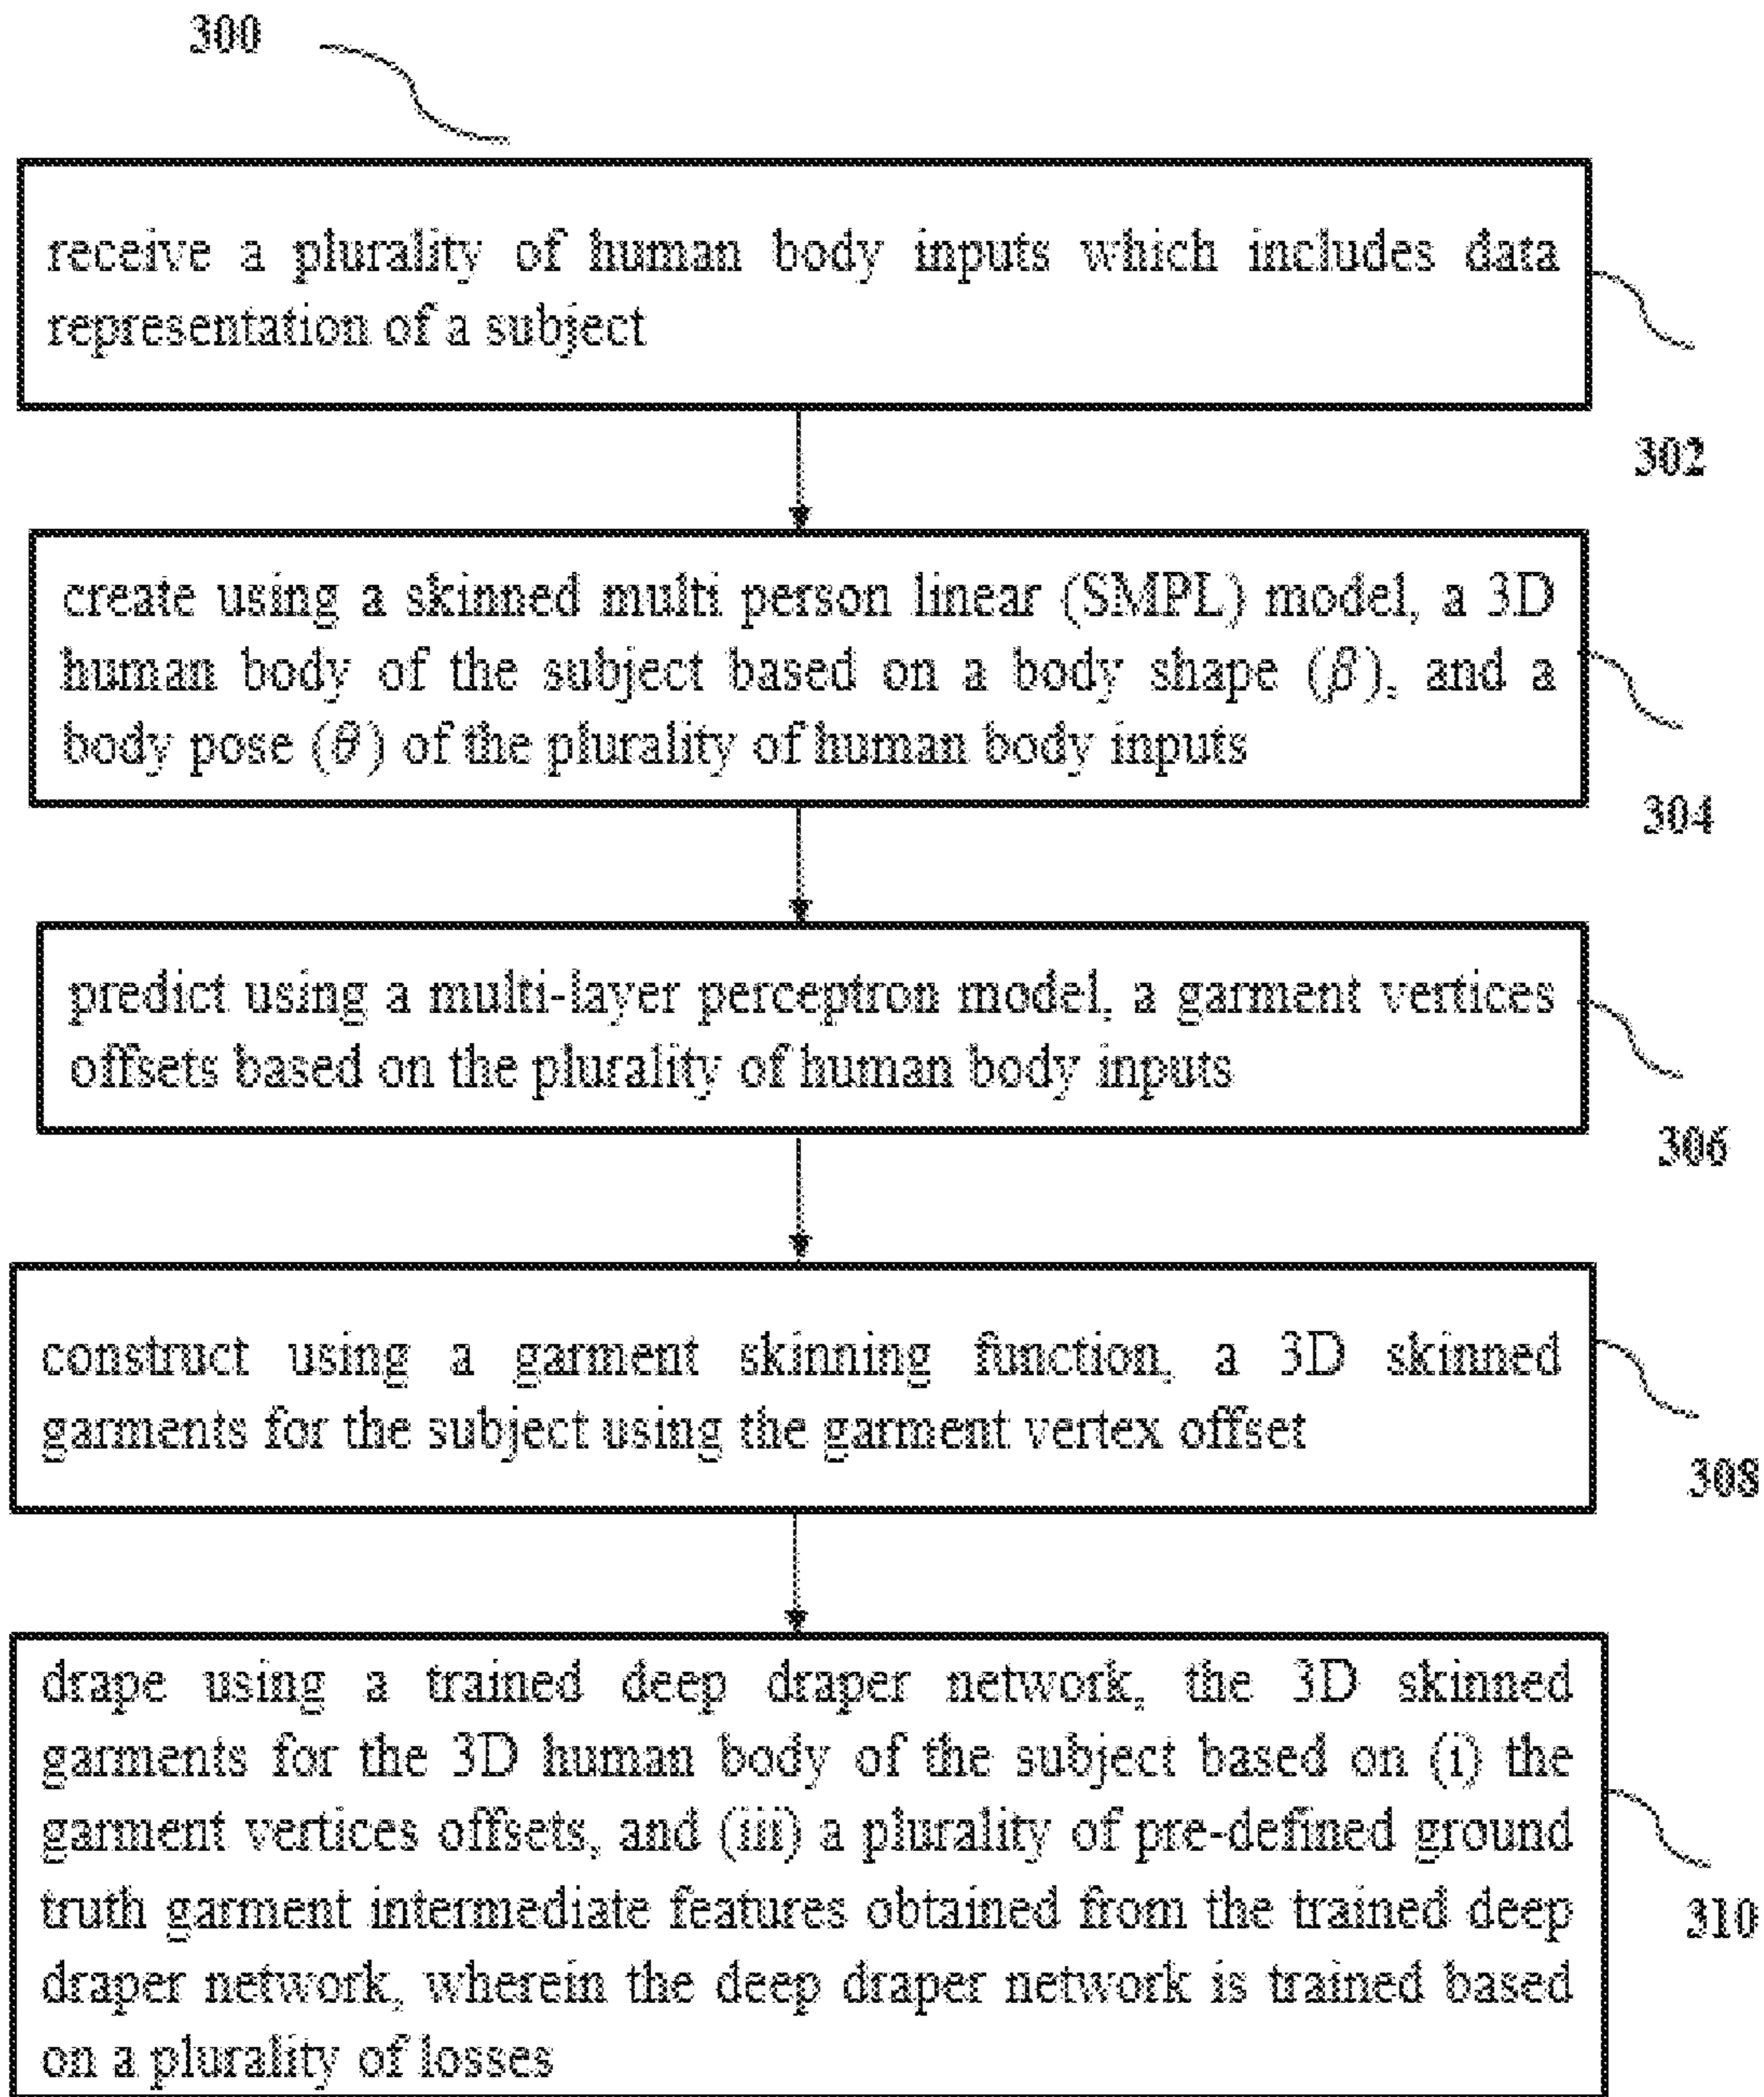 300
receive a plurality of human body inputs which includes data
representation of a subject
302
create using a skinned multi person linear (SMPL) model, a 3D
human body of the subject based on a body shape (β), and a
body pose (θ) of the plurality of human body inputs
304
predict using a multi-layer perceptron model, a garment vertices
offsets based on the plurality of human body inputs
306
construct using a garment skinning function, a 3D skinned
garments for the subject using the garment vertex offset
308
drape using a trained deep draper network, the 3D skinned
garments for the 3D human body of the subject based on (i) the
garment vertices offsets, and (iii) a plurality of pre-defined ground
truth garment intermediate features obtained from the trained deep
draper network, wherein the deep draper network is trained based
on a plurality of losses
310